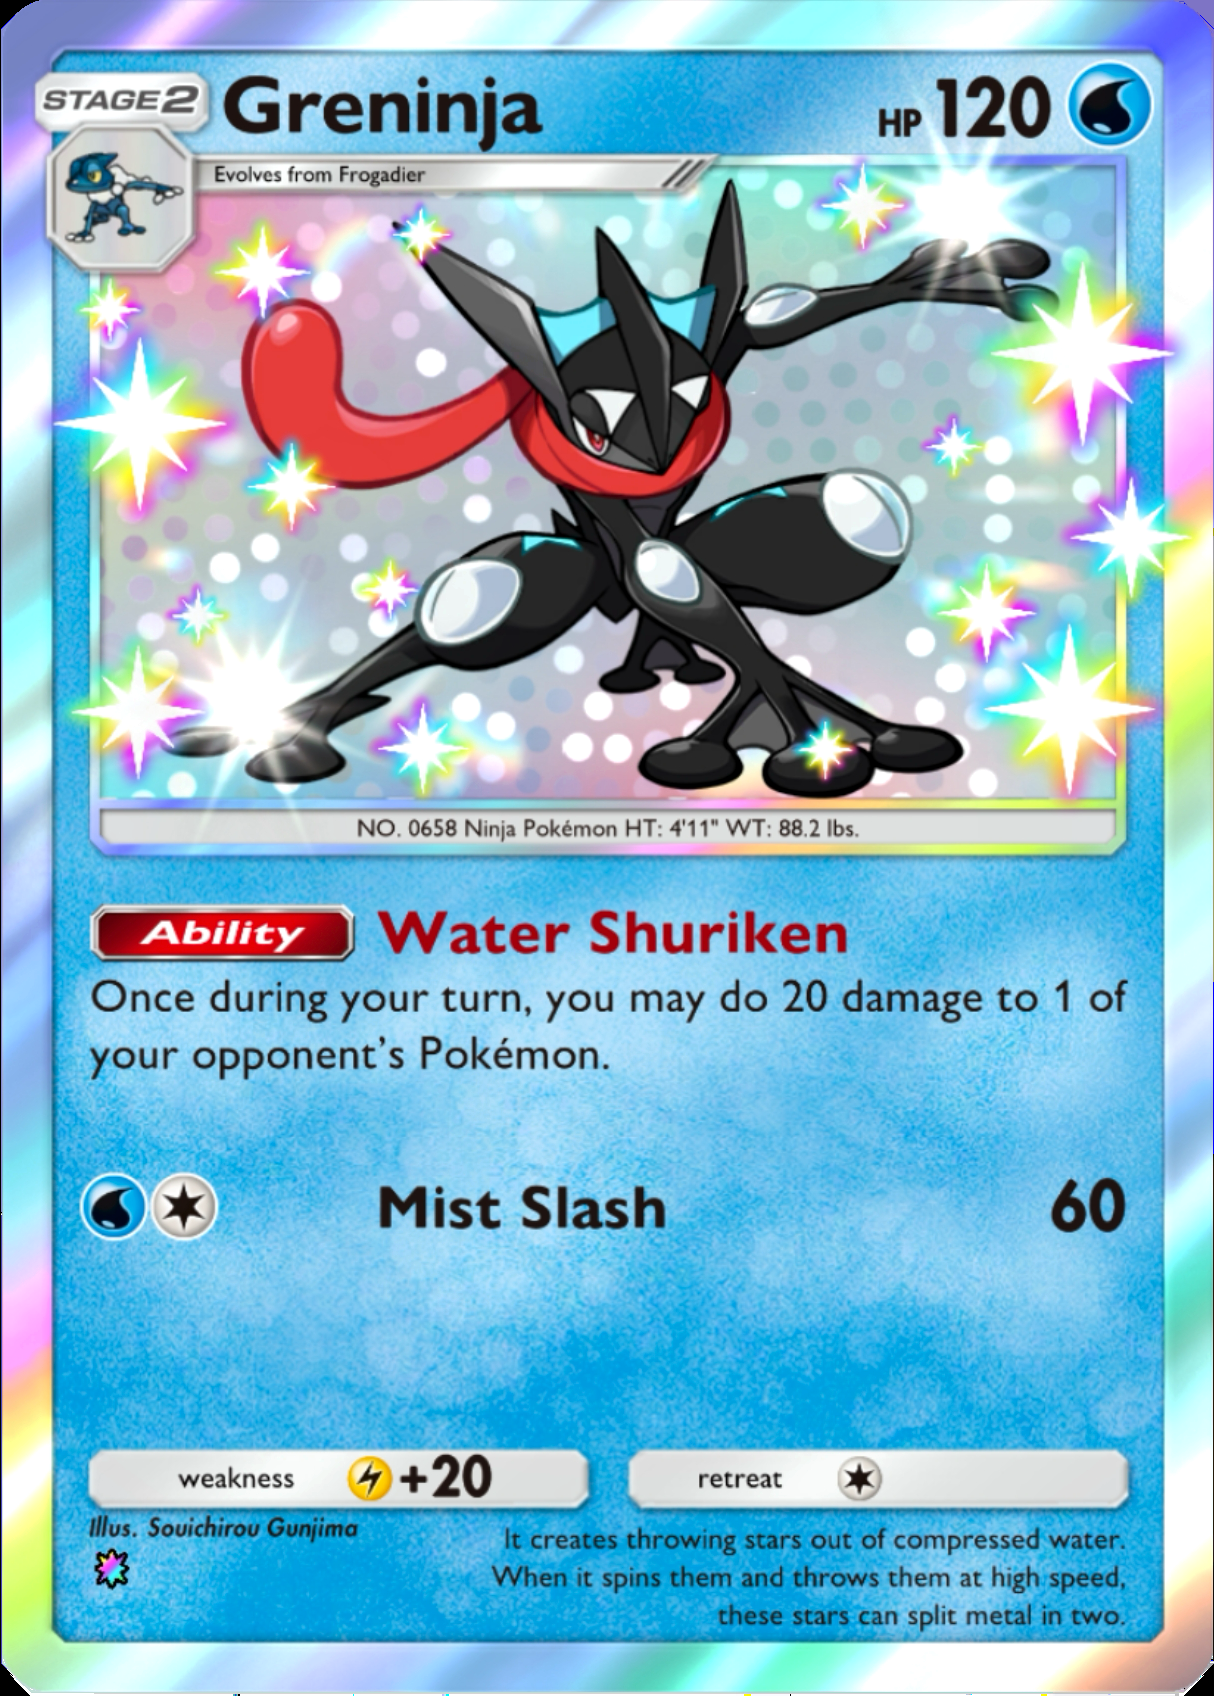 STAGE2 Greninja HP 120
Evolves from Frogadier
NO. 0658 Ninja Pokémon HT: 4'11" WT: 88.2 lbs.
Ability Water Shuriken
Once during your turn, you may do 20 damage to 1 of
your opponent’s Pokémon.
Mist Slash 60
weakness +20 retreat
Illus. Souichirou Gunjima
It creates throwing stars out of compressed water.
When it spins them and throws them at high speed,
these stars can split metal in two.